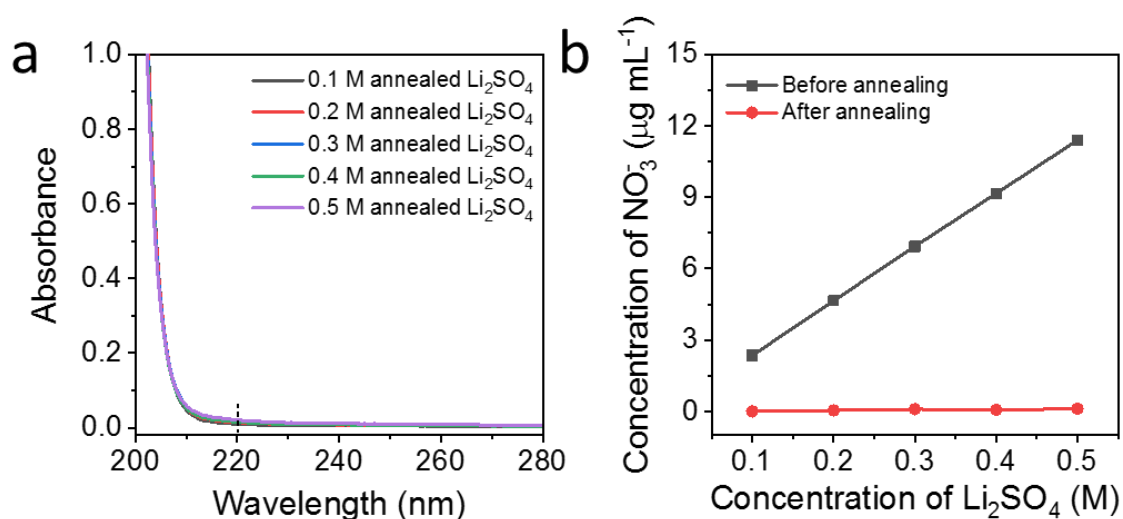 a
1.0
0.8
0.6
0.4
0.2
0.0
Absorbance
0.1 M annealed Li₂SO₄
0.2 M annealed Li₂SO₄
0.3 M annealed Li₂SO₄
0.4 M annealed Li₂SO₄
0.5 M annealed Li₂SO₄
200 220 240 260 280
Wavelength (nm)
b
15
12
9
6
3
0
Concentration of NO₃⁻ (μg mL⁻¹)
Before annealing
After annealing
0.1 0.2 0.3 0.4 0.5
Concentration of Li₂SO₄ (M)